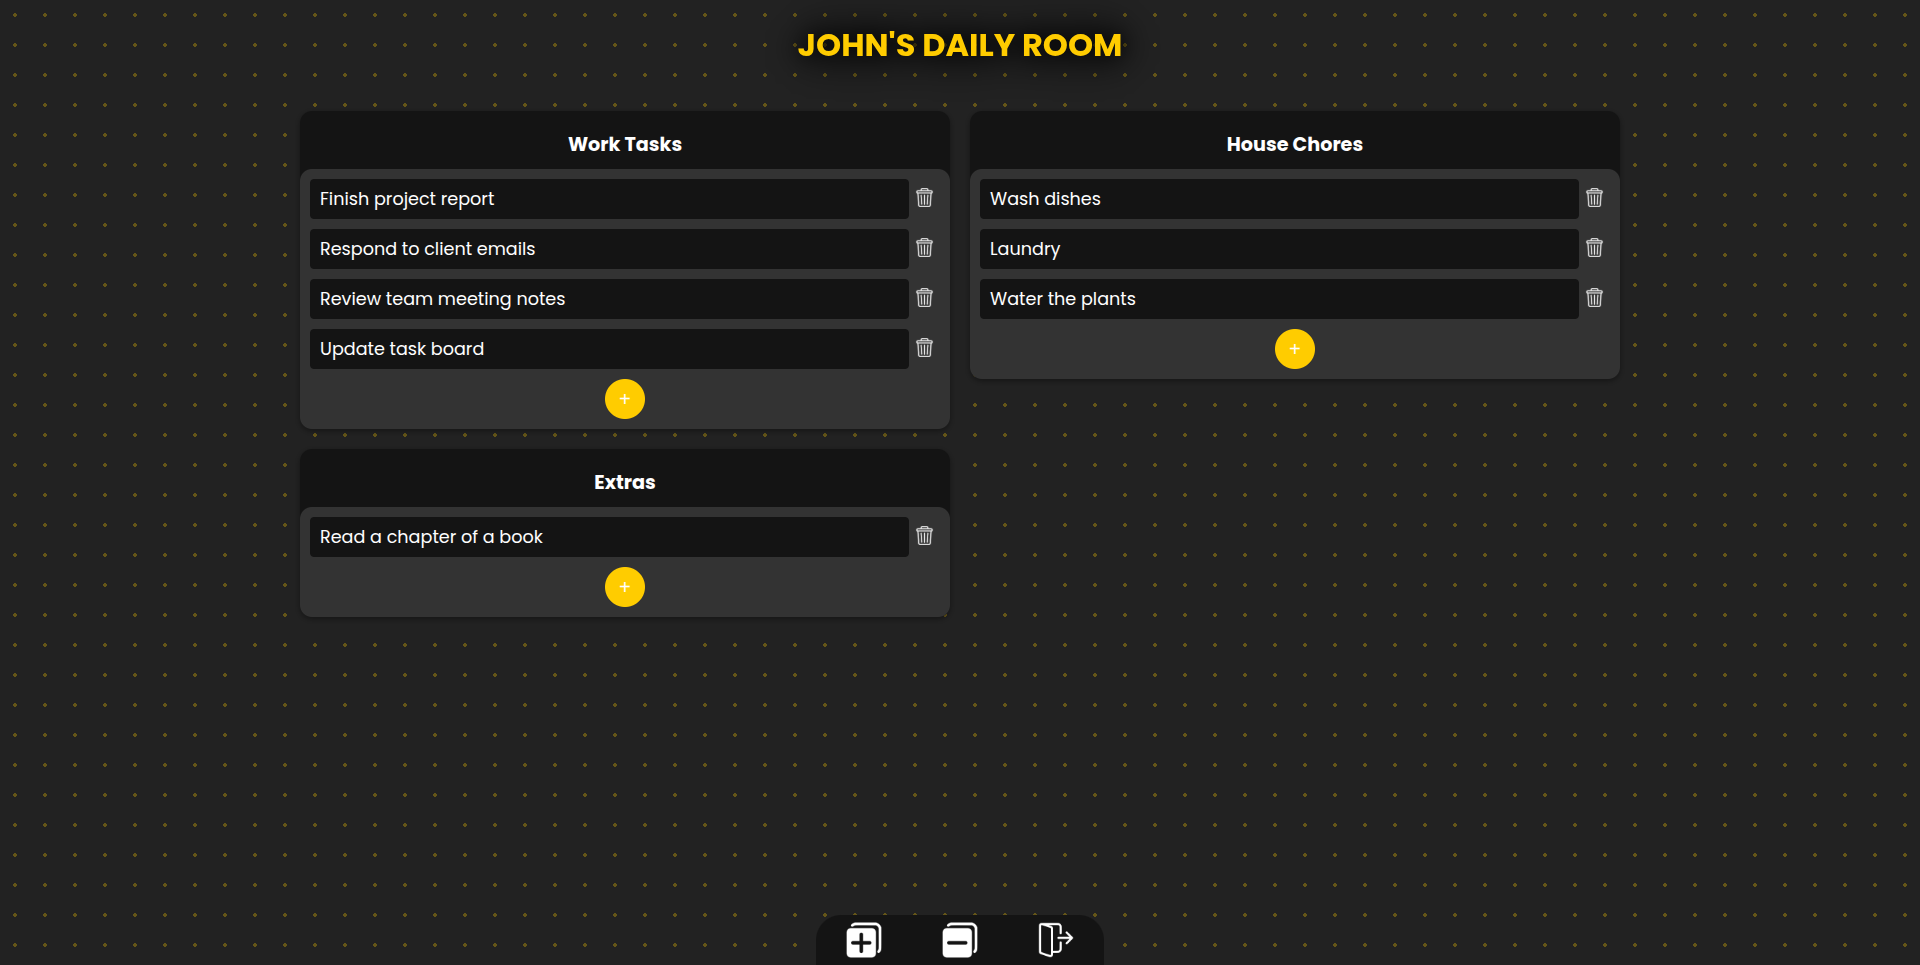 JOHN'S DAILY ROOM
Work Tasks
Finish project report
Respond to client emails
Review team meeting notes
Update task board
+
House Chores
Wash dishes
Laundry
Water the plants
+
Extras
Read a chapter of a book
+